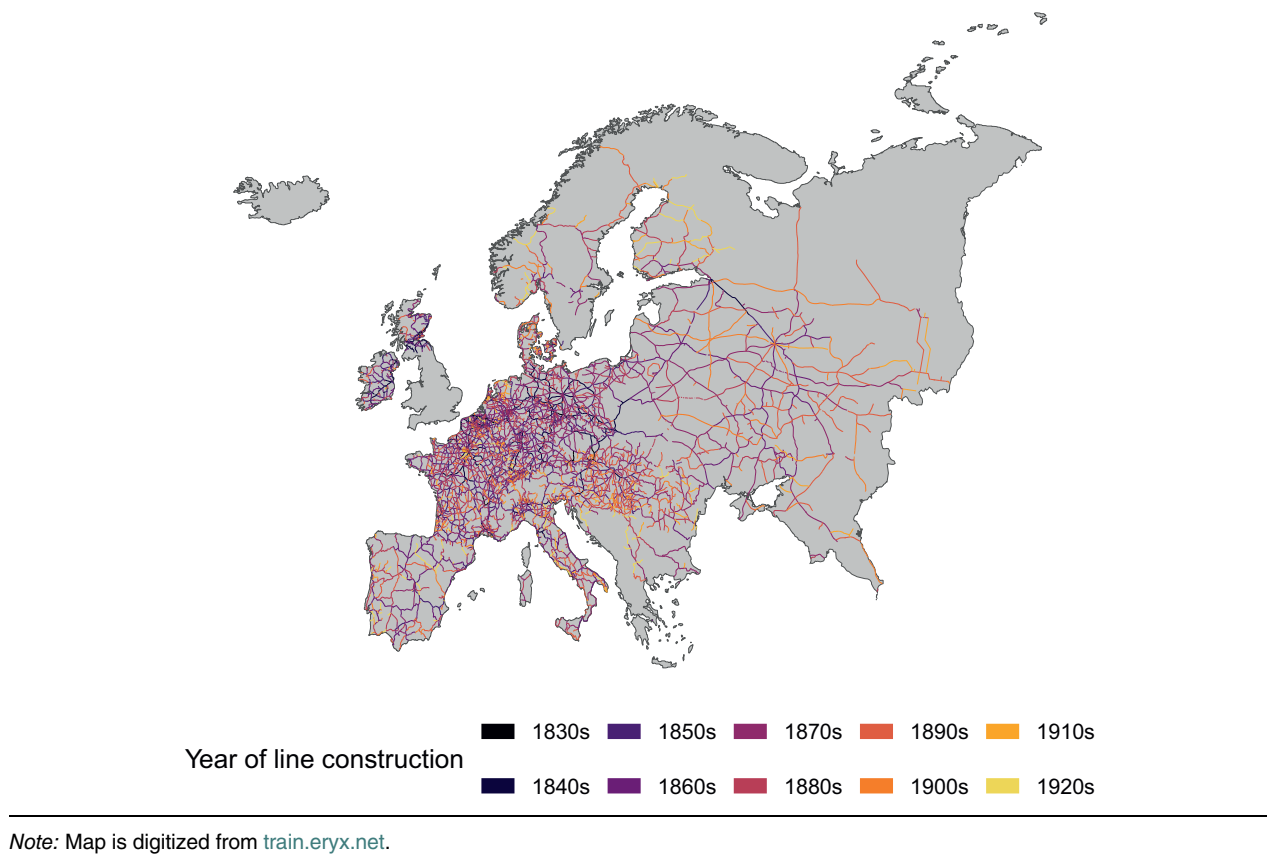 Year of line construction
1830s 1850s 1870s 1890s 1910s
1840s 1860s 1880s 1900s 1920s
Note: Map is digitized from train.eryx.net.